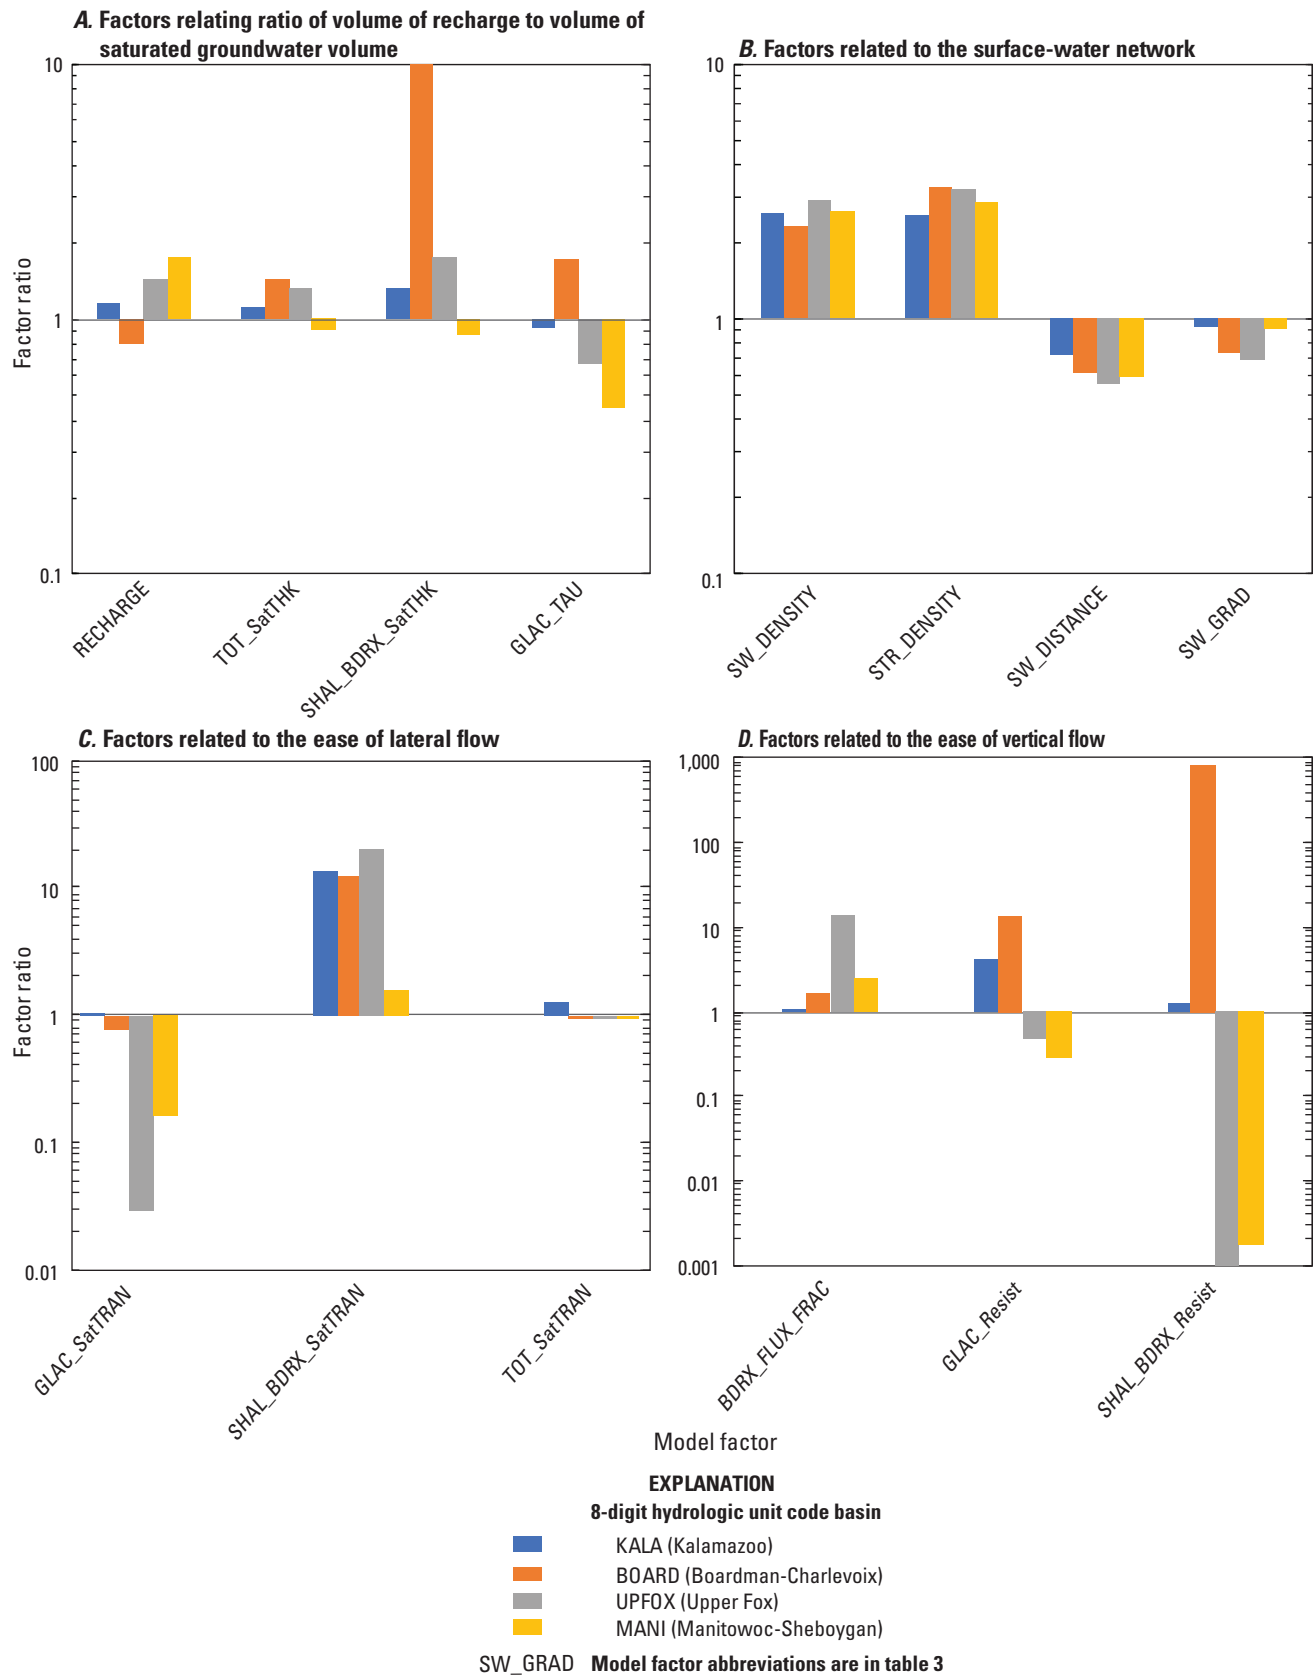 A. Factors relating ratio of volume of recharge to volume of
saturated groundwater volume
Factor ratio
10
1
0.1
RECHARGE
TOT_SatTHK
SHAL_BDRX_SatTHK
GLAC_TAU
B. Factors related to the surface-water network
10
1
0.1
SW_DENSITY
STR_DENSITY
SW_DISTANCE
SW_GRAD
C. Factors related to the ease of lateral flow
Factor ratio
100
10
1
0.1
0.01
GLAC_SatTRAN
SHAL_BDRX_SatTRAN
TOT_SatTRAN
D. Factors related to the ease of vertical flow
1,000
100
10
1
0.1
0.01
0.001
BDRX_FLUX_FRAC
GLAC_Resist
SHAL_BDRX_Resist
Model factor
EXPLANATION
8-digit hydrologic unit code basin
KALA (Kalamazoo)
BOARD (Boardman-Charlevoix)
UPFOX (Upper Fox)
MANI (Manitowoc-Sheboygan)
SW_GRAD Model factor abbreviations are in table 3